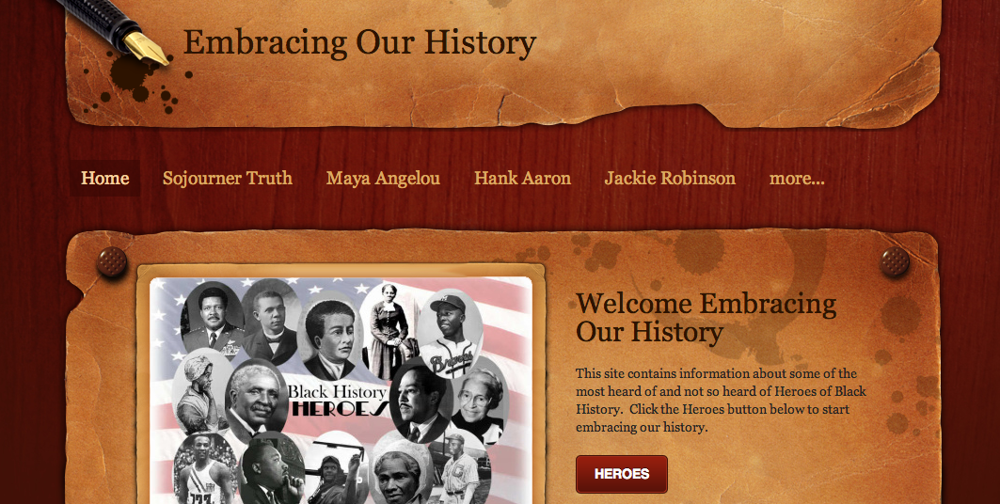 Embracing Our History
Home Sojourner Truth Maya Angelou Hank Aaron Jackie Robinson more...
Welcome Embracing
Our History
This site contains information about some of the
most heard of and not so heard of Heroes of Black
History.  Click the Heroes button below to start
embracing our history.
HEROES
Black History
HEROES
Braves